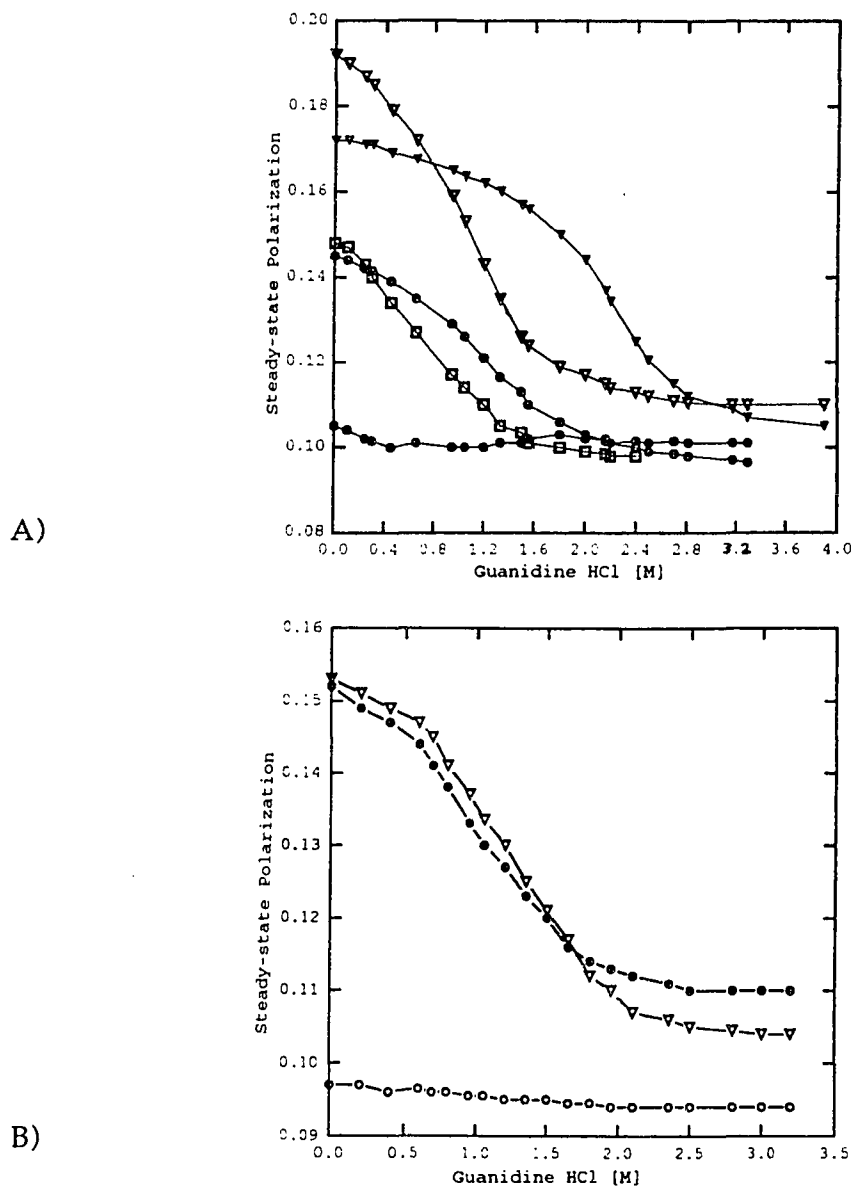 0.20
0.18
0.16
0.14
0.12
0.10
0.08
Steady-state Polarization
0.0 0.4 0.8 1.2 1.6 2.0 2.4 2.8 3.2 3.6 4.0
Guanidine HCl [M]
A)
0.16
0.15
0.14
0.13
0.12
0.11
0.10
0.09
Steady-state Polarization
0.0 0.5 1.0 1.5 2.0 2.5 3.0 3.5
Guanidine HCl [M]
B)